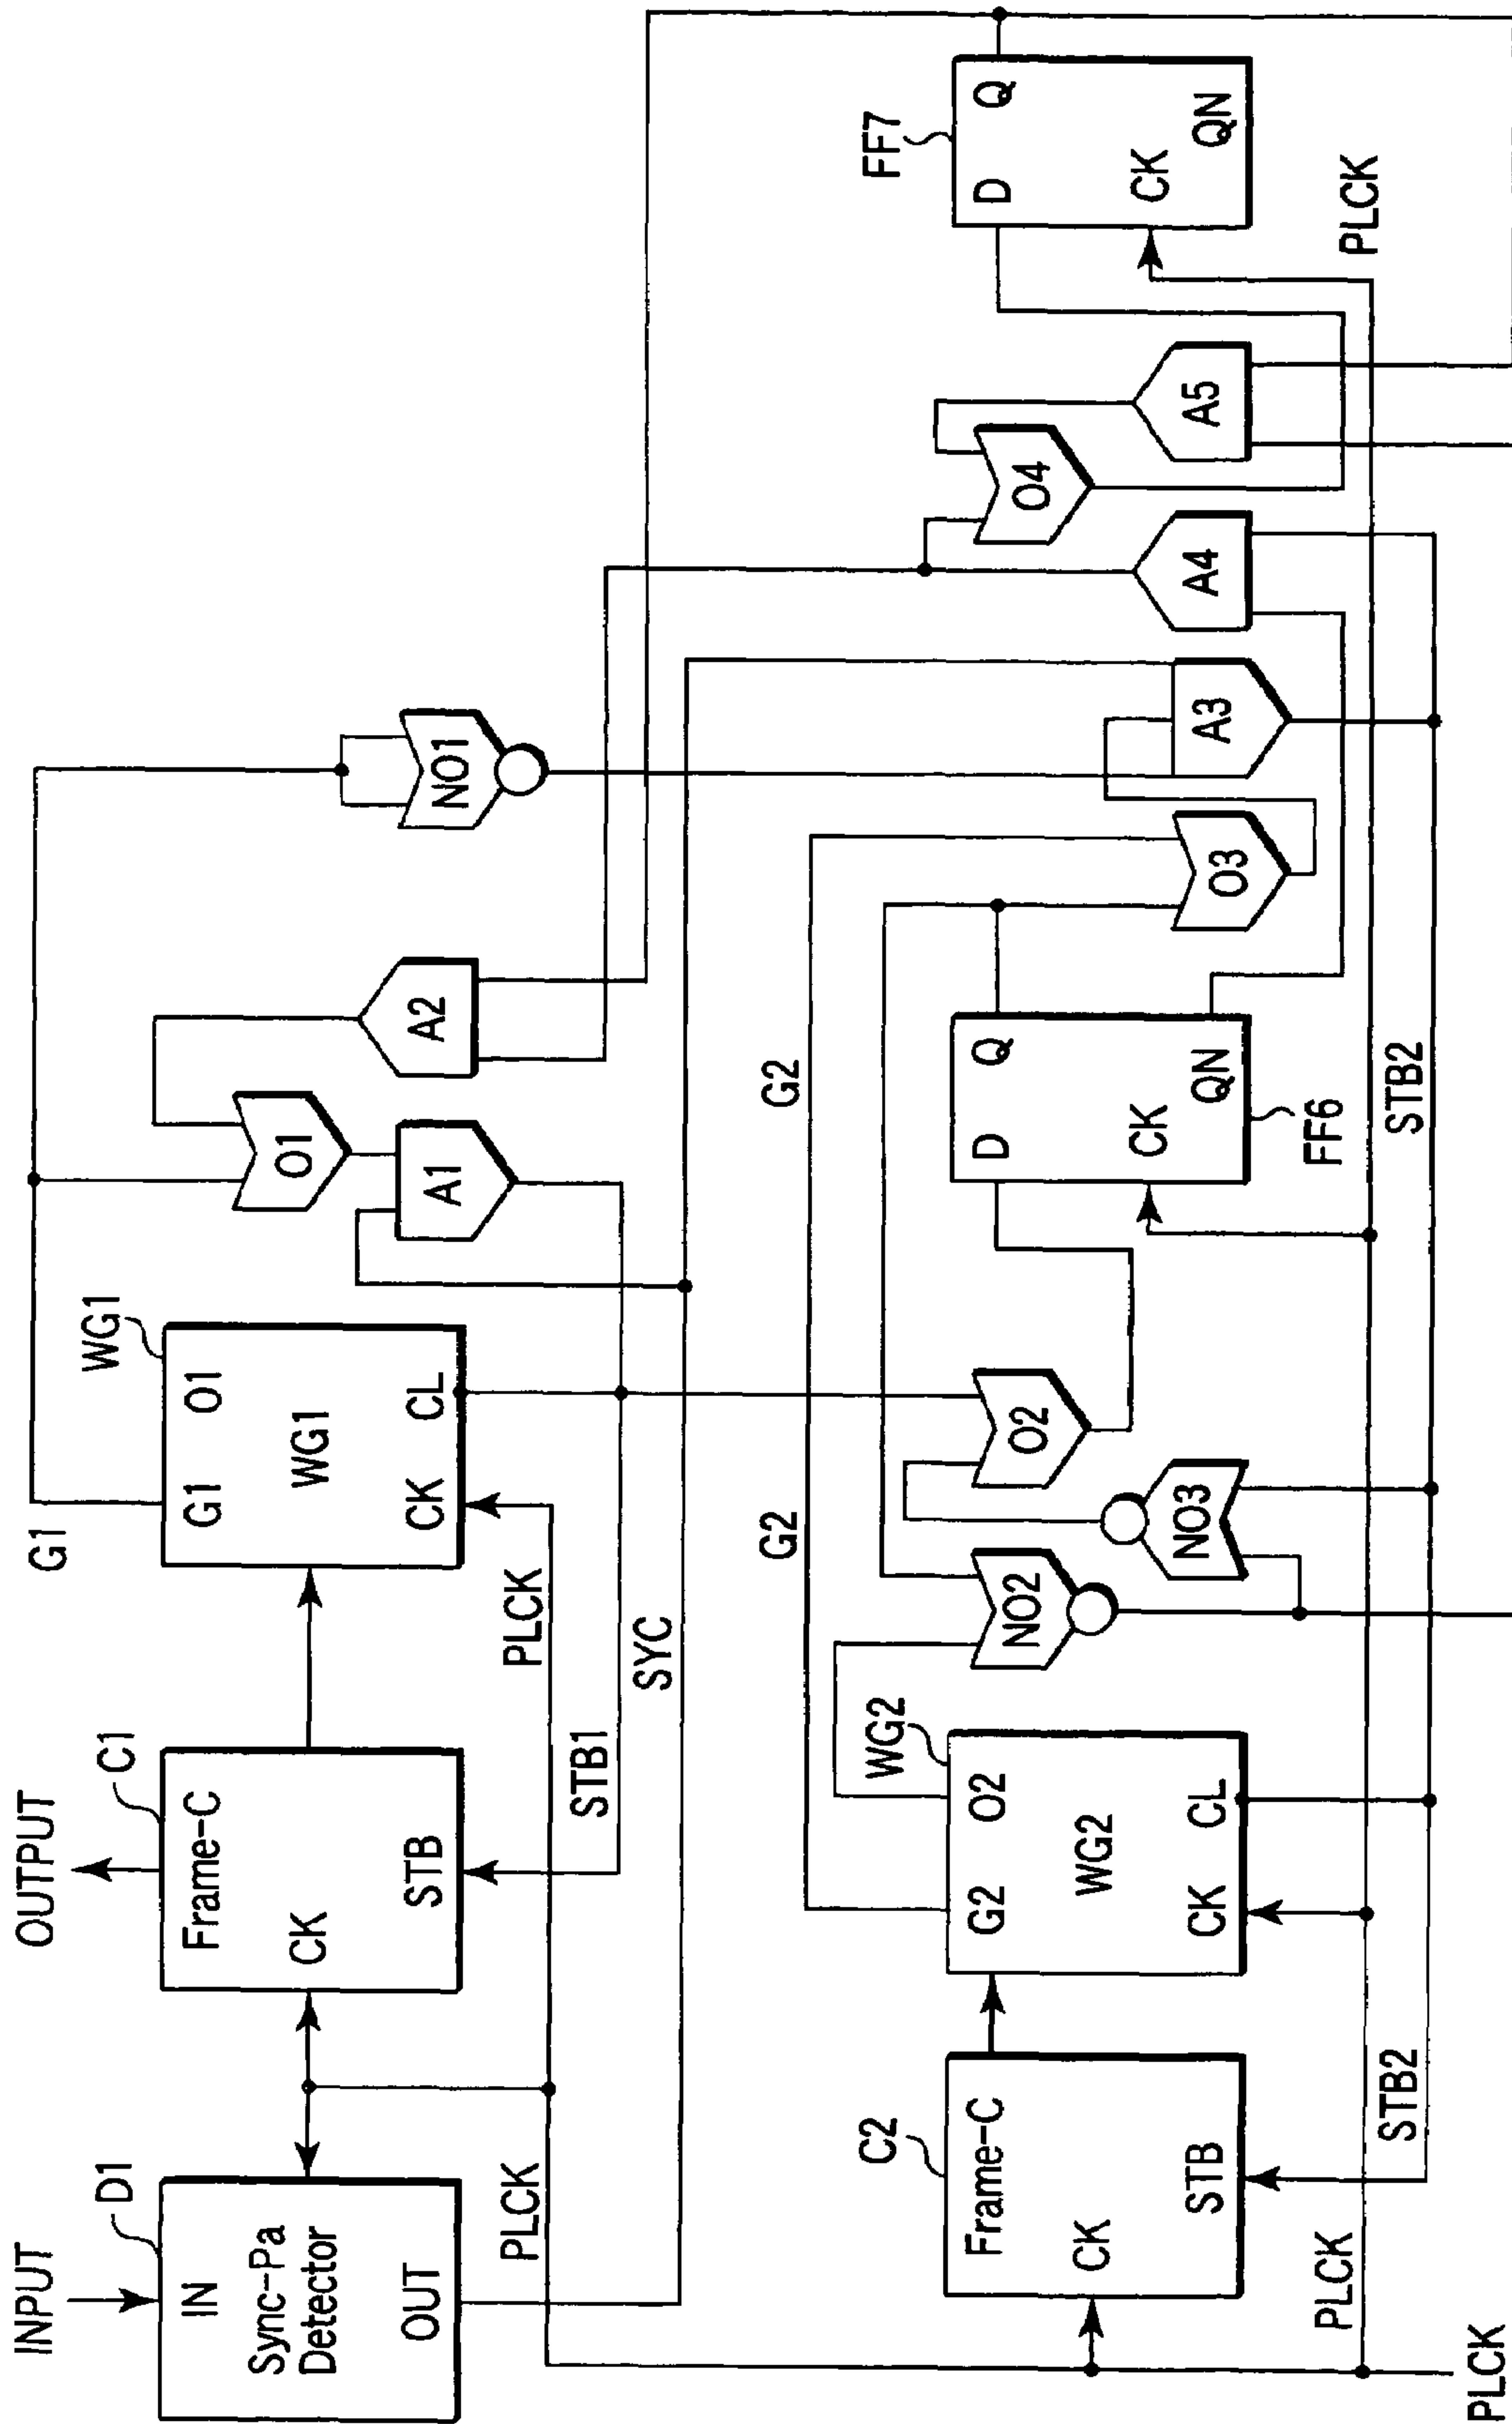 INPUT
D1
IN
Sync-Pa
Detector
OUT
OUTPUT
C1
Frame-C
CK
STB
G1
WG1
G1
O1
WG1
CK
CL
O1
A1
A2
NO1
PLCK
PLCK
STB1
SYC
C2
Frame-C
CK
STB
WG2
G2
O2
WG2
CK
CL
G2
G2
NO2
NO3
O2
D
Q
CK
QN
FF6
O3
A3
A4
O4
A5
FF7
D
Q
CK
QN
PLCK
STB2
STB2
PLCK
PLCK